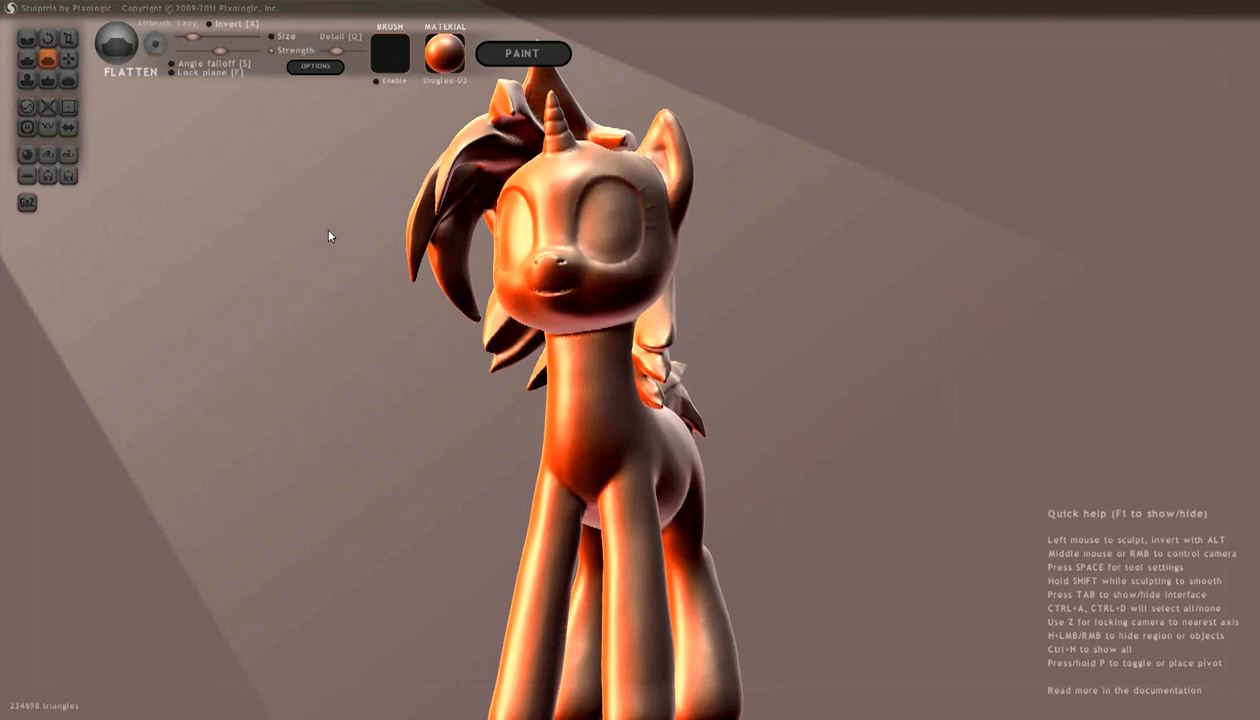 Sculptris by Pixologic Copyright © 2009-2011 Pixologic, Inc.
Airbrush Lazy Invert [X]
Size Detail [Q]
Strength
Angle falloff [S]
Lock plane [F]
OPTIONS
FLATTEN
BRUSH
Enable
MATERIAL
PAINT
GoZ
Quick help (F1 to show/hide)
Left mouse to sculpt, invert with ALT
Middle mouse or RMB to control camera
Press SPACE for tool settings
Hold SHIFT while sculpting to smooth
Press TAB to show/hide interface
CTRL+A, CTRL+D will select all/none
Use Z for locking camera to nearest axis
H+LMB/RMB to hide region or objects
Ctrl+H to show all
Press/hold P to toggle or place pivot
Read more in the documentation
234698 triangles